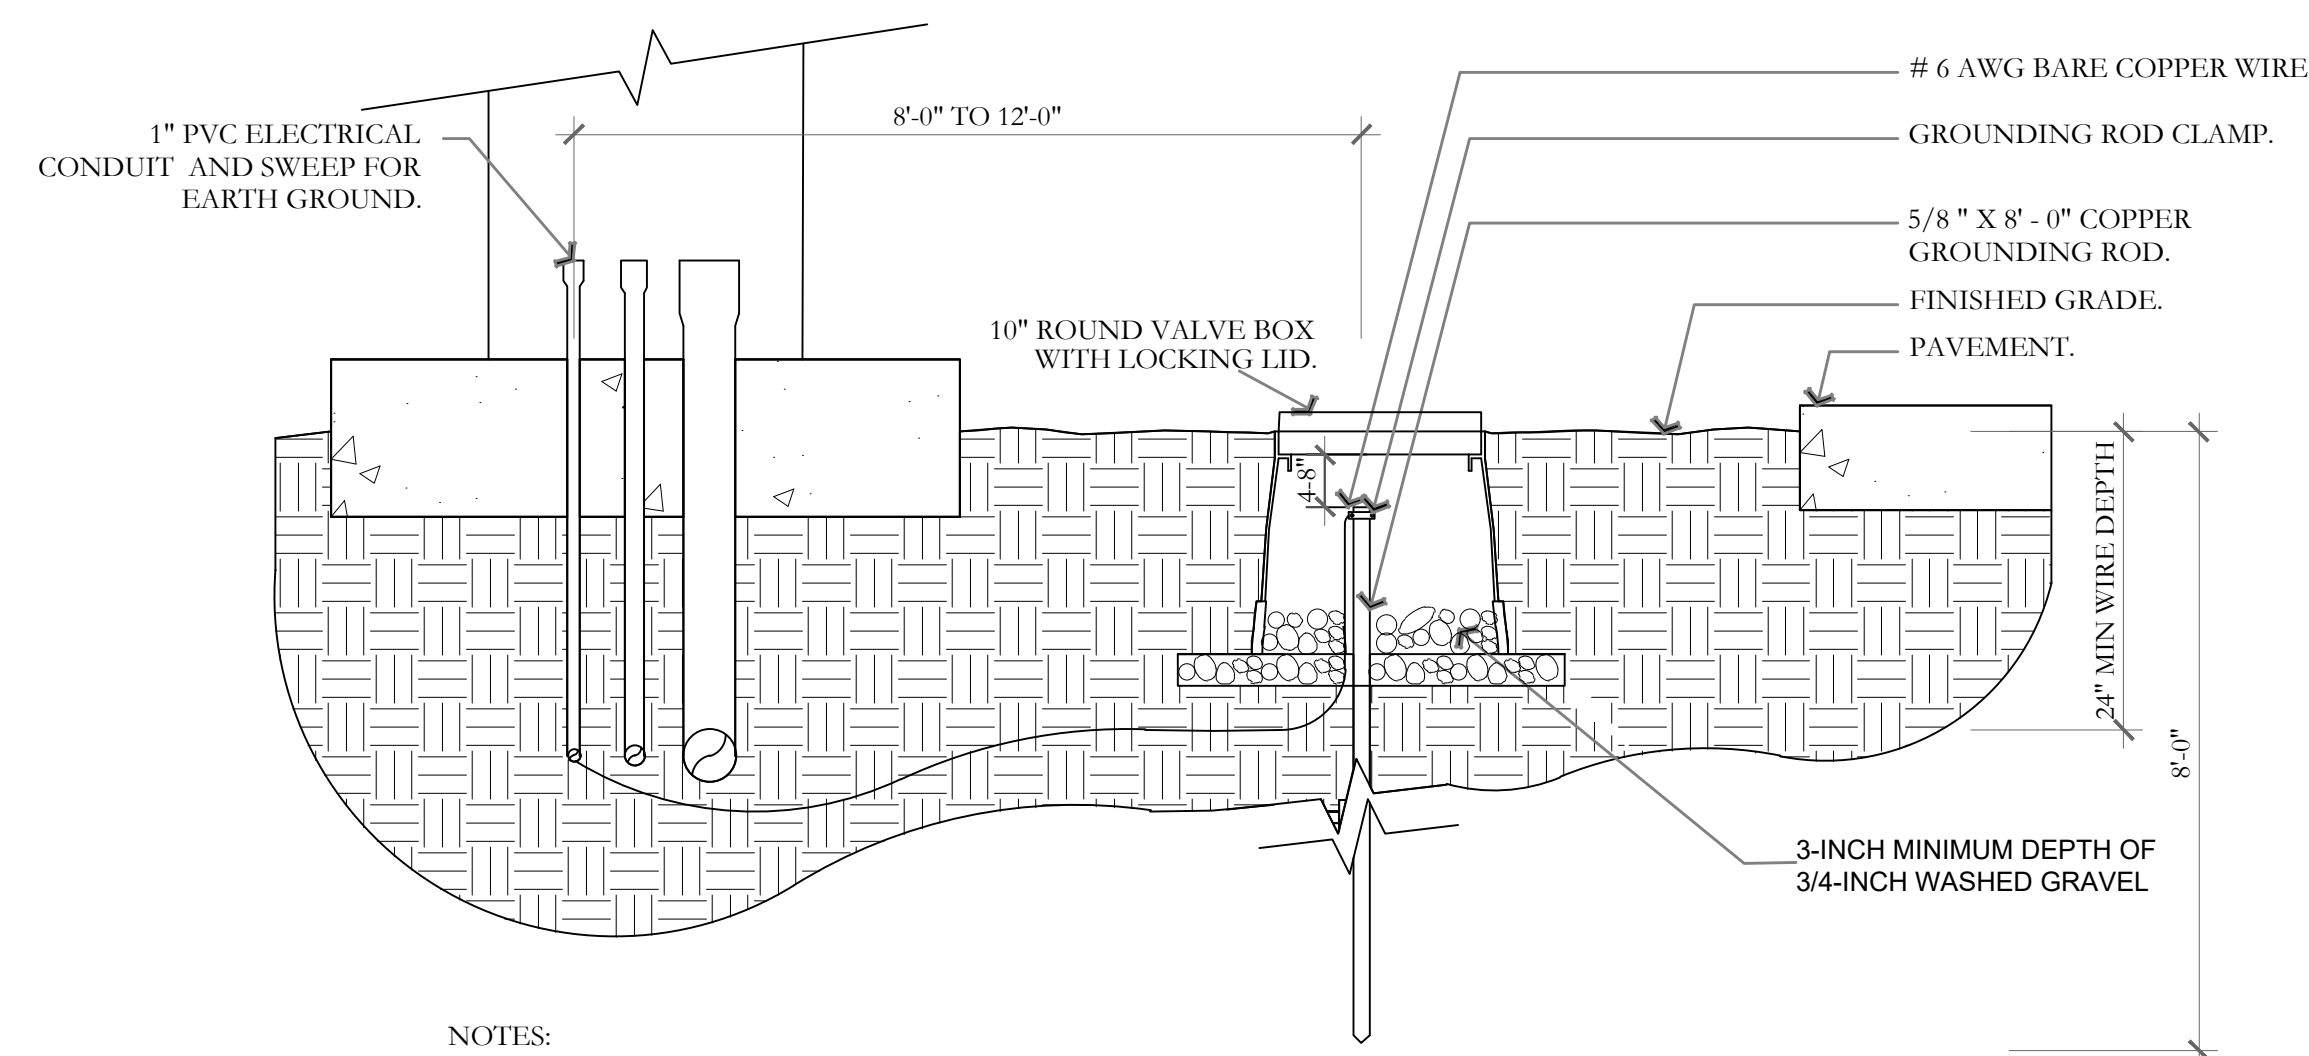 # 6 AWG BARE COPPER WIRE
8'-0" TO 12'-0"
1" PVC ELECTRICAL
CONDUIT AND SWEEP FOR
EARTH GROUND.
GROUNDING ROD CLAMP.
5/8 " X 8' - 0" COPPER
GROUNDING ROD.
FINISHED GRADE.
10" ROUND VALVE BOX
WITH LOCKING LID.
PAVEMENT.
4-8"
24" MIN WIRE DEPTH
8'-0"
3-INCH MINIMUM DEPTH OF
3/4-INCH WASHED GRAVEL
NOTES: